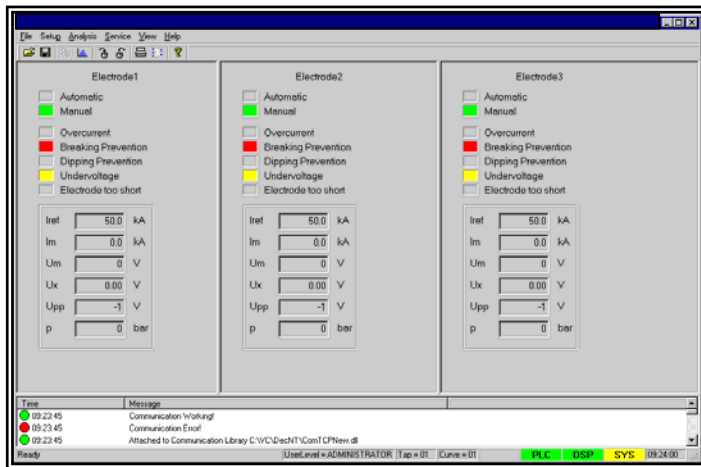 File Setup Analysis Service View Help
Electrode1
Automatic
Manual
Overcurrent
Breaking Prevention
Dipping Prevention
Undervoltage
Electrode too short
Iref 50.0 kA
Im 0.0 kA
Um 0 V
Ux 0.00 V
Upp -1 V
p 0 bar
Electrode2
Automatic
Manual
Overcurrent
Breaking Prevention
Dipping Prevention
Undervoltage
Electrode too short
Iref 50.0 kA
Im 0.0 kA
Um 0 V
Ux 0.00 V
Upp -1 V
p 0 bar
Electrode3
Automatic
Manual
Overcurrent
Breaking Prevention
Dipping Prevention
Undervoltage
Electrode too short
Iref 50.0 kA
Im 0.0 kA
Um 0 V
Ux 0.00 V
Upp -1 V
p 0 bar
Time Message
09:23:45 Communication Working!
09:23:45 Communication Error!
09:23:45 Attached to Communication Library C:\VC\DecNT\ComTCPNew.dll
Ready UserLevel = ADMINISTRATOR Tap = 01 Curve = 01 PLC DSP SYS 09:24:00